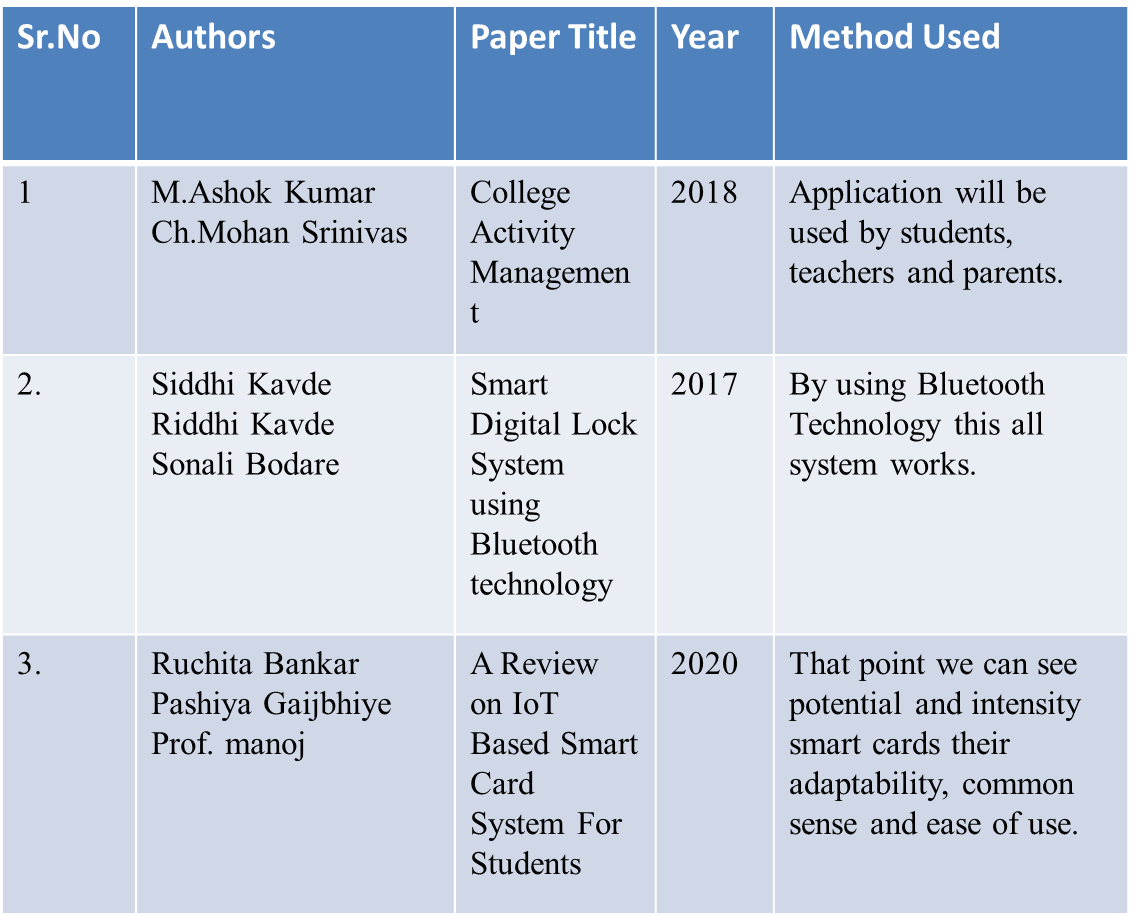 Sr.No Authors Paper Title Year Method Used
1 M.Ashok Kumar College 2018 Application will be
Ch.Mohan Srinivas Activity used by students,
Managemen teachers and parents.
t
2. Siddhi Kavde Smart 2017 By using Bluetooth
Riddhi Kavde Digital Lock Technology this all
Sonali Bodare System system works.
using
Bluetooth
technology
3. Ruchita Bankar A Review 2020 That point we can see
Pashiya Gaijbhiye on IoT potential and intensity
Prof. manoj Based Smart smart cards their
Card adaptability, common
System For sense and ease of use.
Students